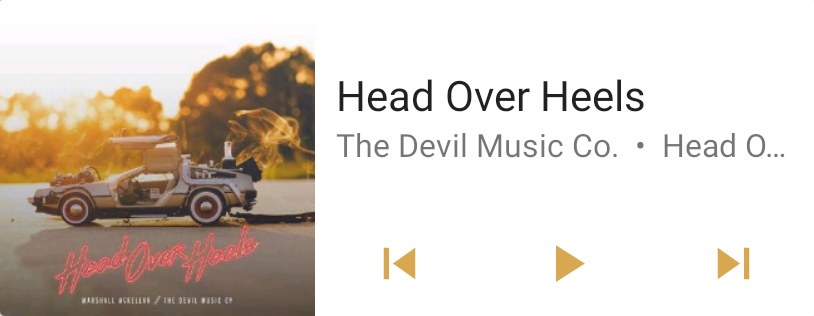 Head Over Heels
The Devil Music Co. • Head O...
Head Over Heels
MARSHALL MCKELLAR // THE DEVIL MUSIC CO